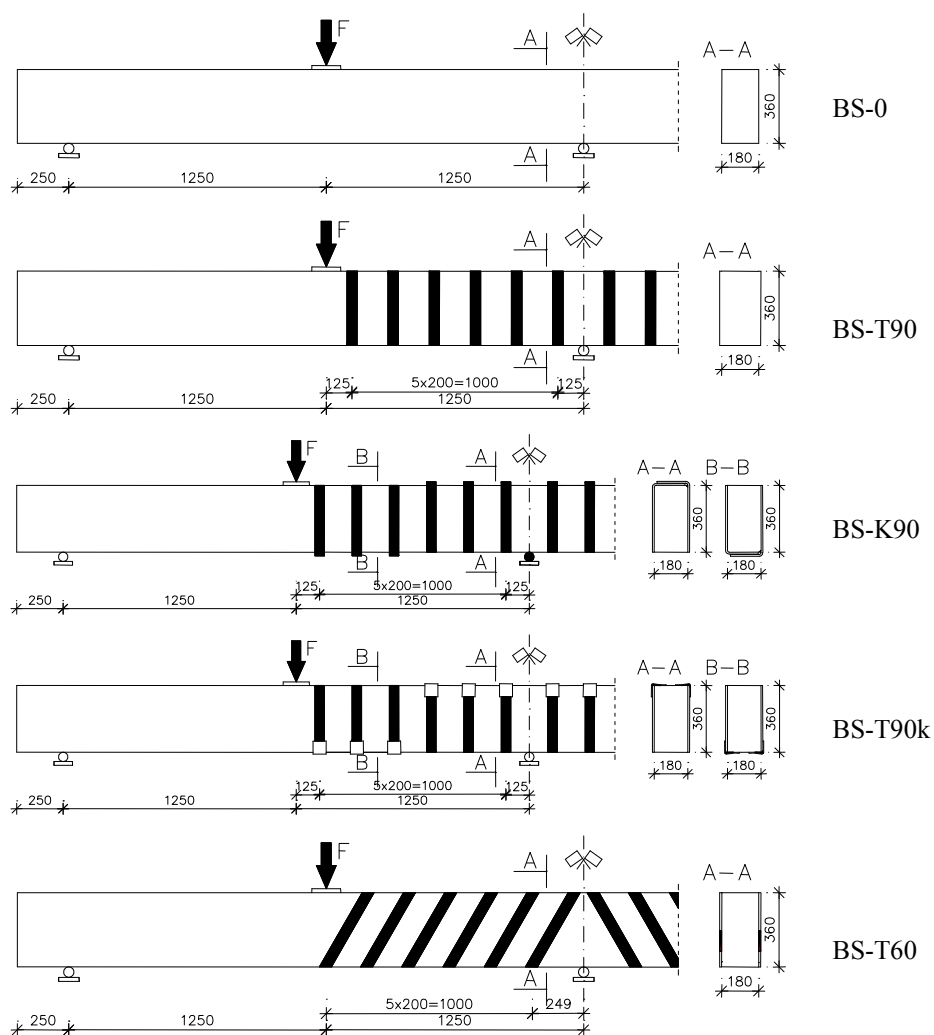 F A A-A
360
A 180
BS-0
250 1250 1250
F A A-A
360
A 180
BS-T90
125 5x200=1000 125
250 1250 1250
F B A A-A B-B
360 360
B A 180 180
BS-K90
125 5x200=1000 125
250 1250 1250
F B A A-A B-B
360 360
B A 180 180
BS-T90k
125 5x200=1000 125
250 1250 1250
F A A-A
360
A 180
BS-T60
5x200=1000 249
250 1250 1250